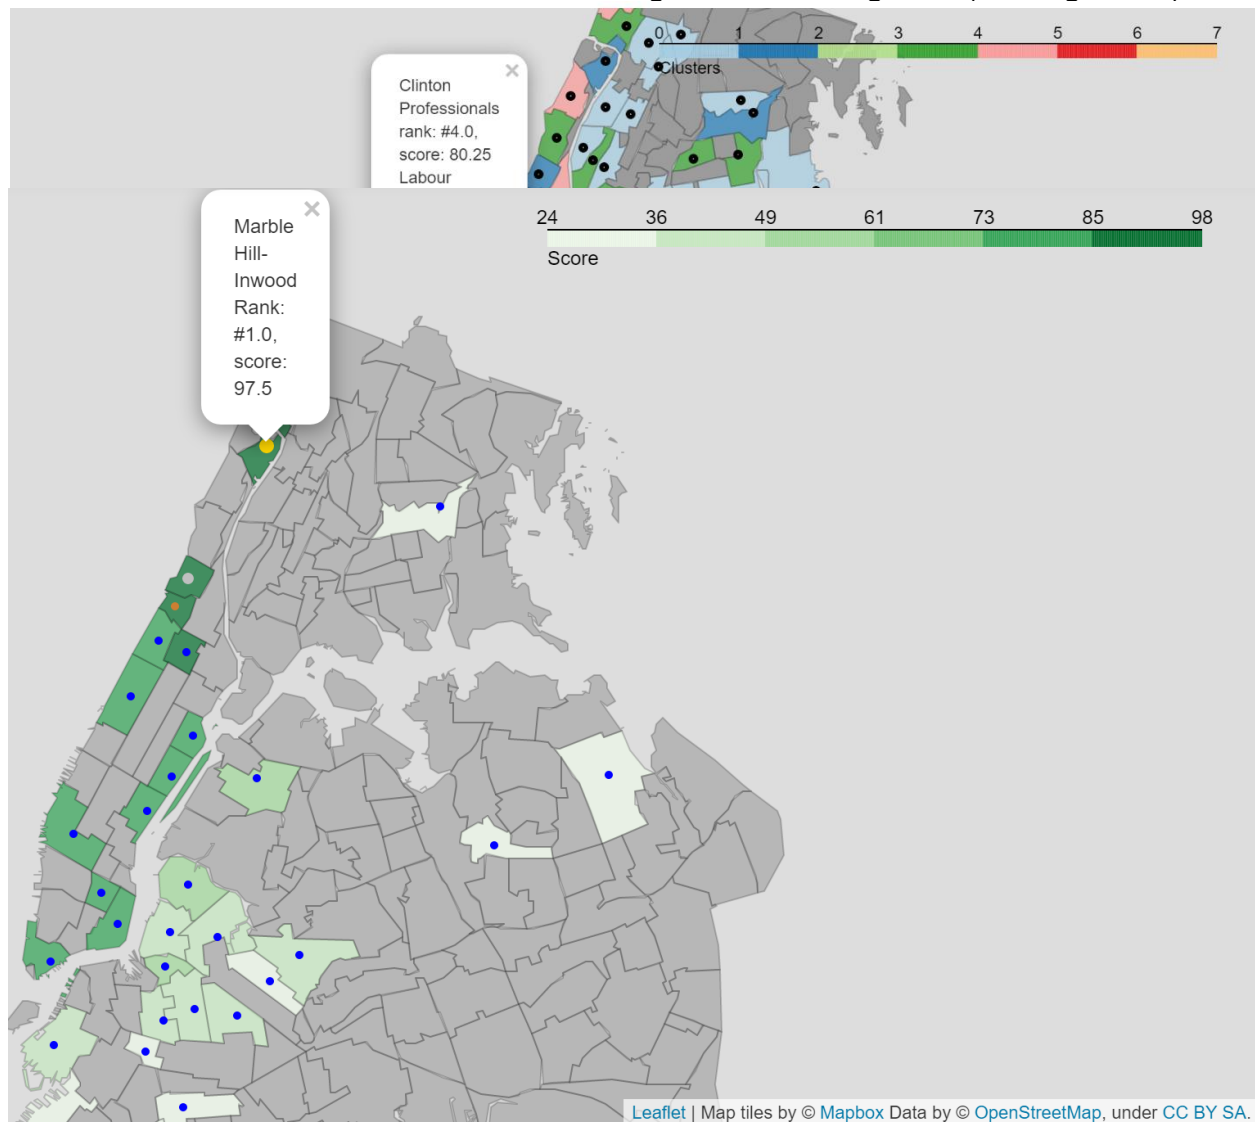 0 1 2 3 4 5 6 7
Clusters
×
Clinton
Professionals
rank: #4.0,
score: 80.25
Labour
×
Marble
Hill-
Inwood
Rank:
#1.0,
score:
97.5
24 36 49 61 73 85 98
Score
Leaflet | Map tiles by © Mapbox Data by © OpenStreetMap, under CC BY SA.